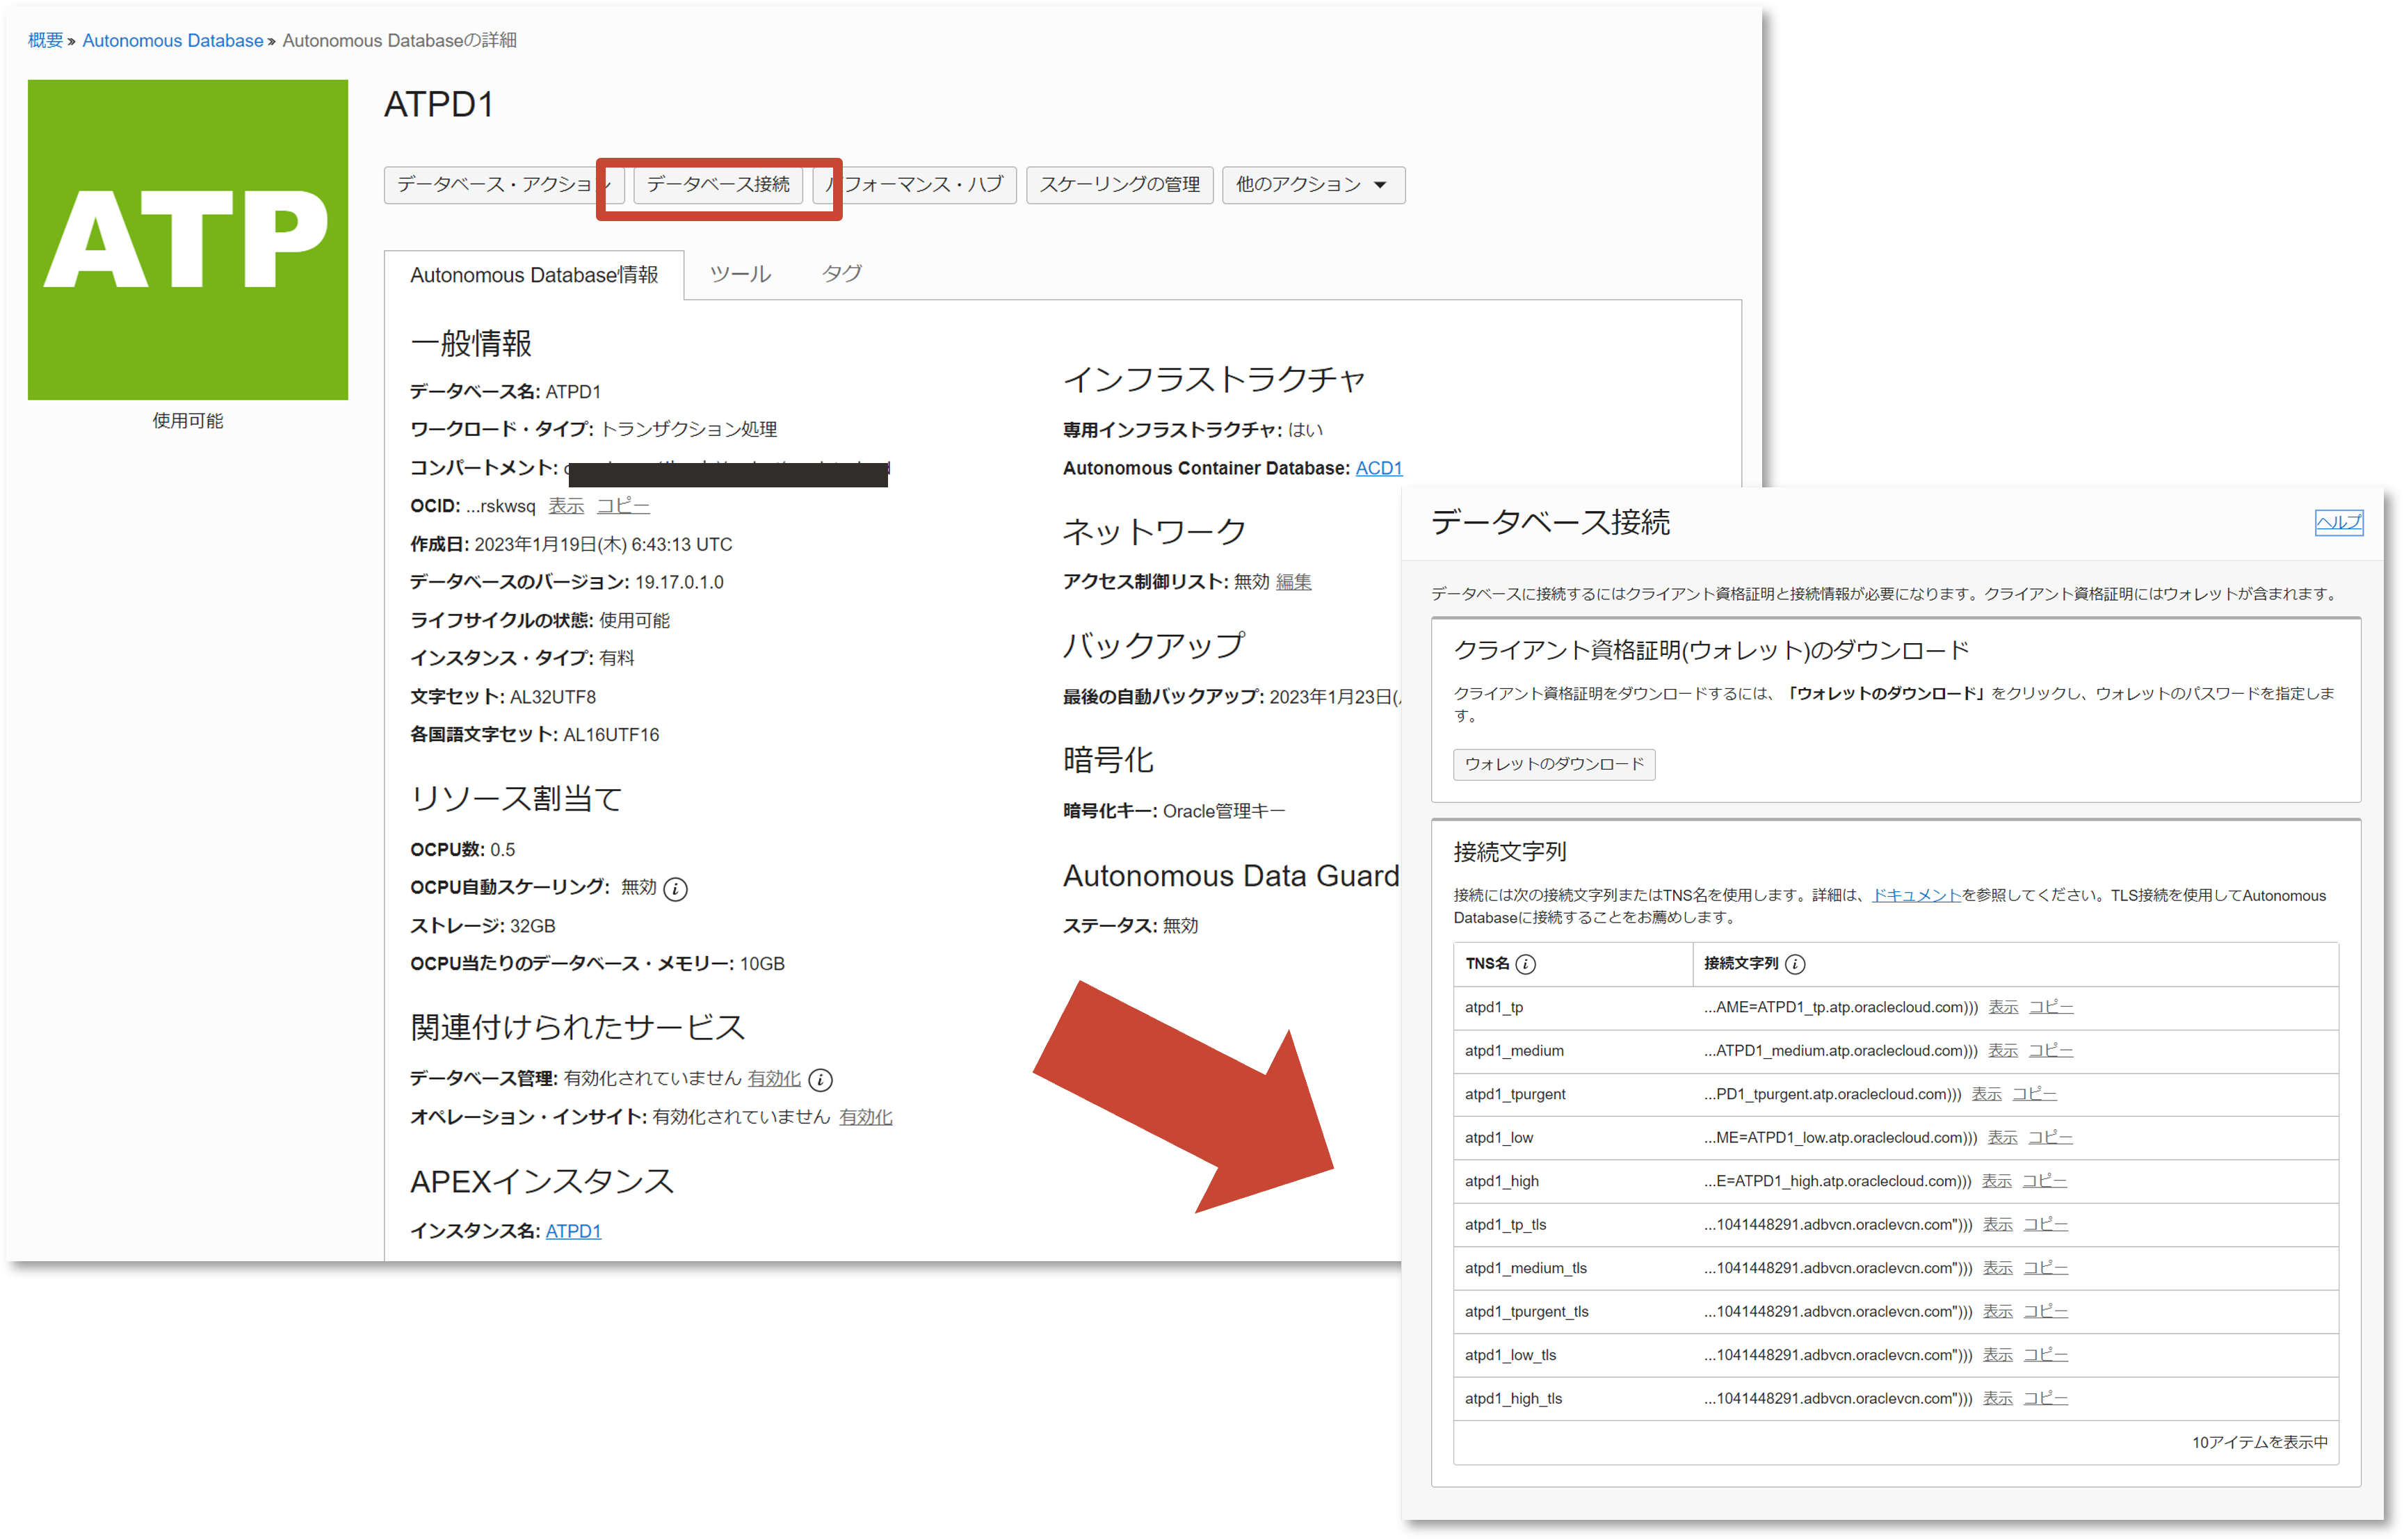 概要 » Autonomous Database » Autonomous Databaseの詳細
ATP
使用可能
ATPD1
データベース・アクション
データベース接続
パフォーマンス・ハブ
スケーリングの管理
他のアクション
Autonomous Database情報
ツール
タグ
一般情報
データベース名: ATPD1
ワークロード・タイプ: トランザクション処理
コンパートメント:
OCID: ...rskwsq 表示 コピー
作成日: 2023年1月19日(木) 6:43:13 UTC
データベースのバージョン: 19.17.0.1.0
ライフサイクルの状態: 使用可能
インスタンス・タイプ: 有料
文字セット: AL32UTF8
各国語文字セット: AL16UTF16
リソース割当て
OCPU数: 0.5
OCPU自動スケーリング: 無効
ストレージ: 32GB
OCPU当たりのデータベース・メモリー: 10GB
関連付けられたサービス
データベース管理: 有効化されていません 有効化
オペレーション・インサイト: 有効化されていません 有効化
APEXインスタンス
インスタンス名: ATPD1
インフラストラクチャ
専用インフラストラクチャ: はい
Autonomous Container Database: ACD1
ネットワーク
アクセス制御リスト: 無効 編集
バックアップ
最後の自動バックアップ: 2023年1月23日(
暗号化
暗号化キー: Oracle管理キー
Autonomous Data Guard
ステータス: 無効
データベース接続
ヘルプ
データベースに接続するにはクライアント資格証明と接続情報が必要になります。クライアント資格証明にはウォレットが含まれます。
クライアント資格証明(ウォレット)のダウンロード
クライアント資格証明をダウンロードするには、「ウォレットのダウンロード」をクリックし、ウォレットのパスワードを指定しま
す。
ウォレットのダウンロード
接続文字列
接続には次の接続文字列またはTNS名を使用します。詳細は、ドキュメントを参照してください。TLS接続を使用してAutonomous
Databaseに接続することをお薦めします。
TNS名 接続文字列
atpd1_tp ...AME=ATPD1_tp.atp.oraclecloud.com))) 表示 コピー
atpd1_medium ...ATPD1_medium.atp.oraclecloud.com))) 表示 コピー
atpd1_tpurgent ...PD1_tpurgent.atp.oraclecloud.com))) 表示 コピー
atpd1_low ...ME=ATPD1_low.atp.oraclecloud.com))) 表示 コピー
atpd1_high ...E=ATPD1_high.atp.oraclecloud.com))) 表示 コピー
atpd1_tp_tls ...1041448291.adbvcn.oraclevcn.com"))) 表示 コピー
atpd1_medium_tls ...1041448291.adbvcn.oraclevcn.com"))) 表示 コピー
atpd1_tpurgent_tls ...1041448291.adbvcn.oraclevcn.com"))) 表示 コピー
atpd1_low_tls ...1041448291.adbvcn.oraclevcn.com"))) 表示 コピー
atpd1_high_tls ...1041448291.adbvcn.oraclevcn.com"))) 表示 コピー
10アイテムを表示中